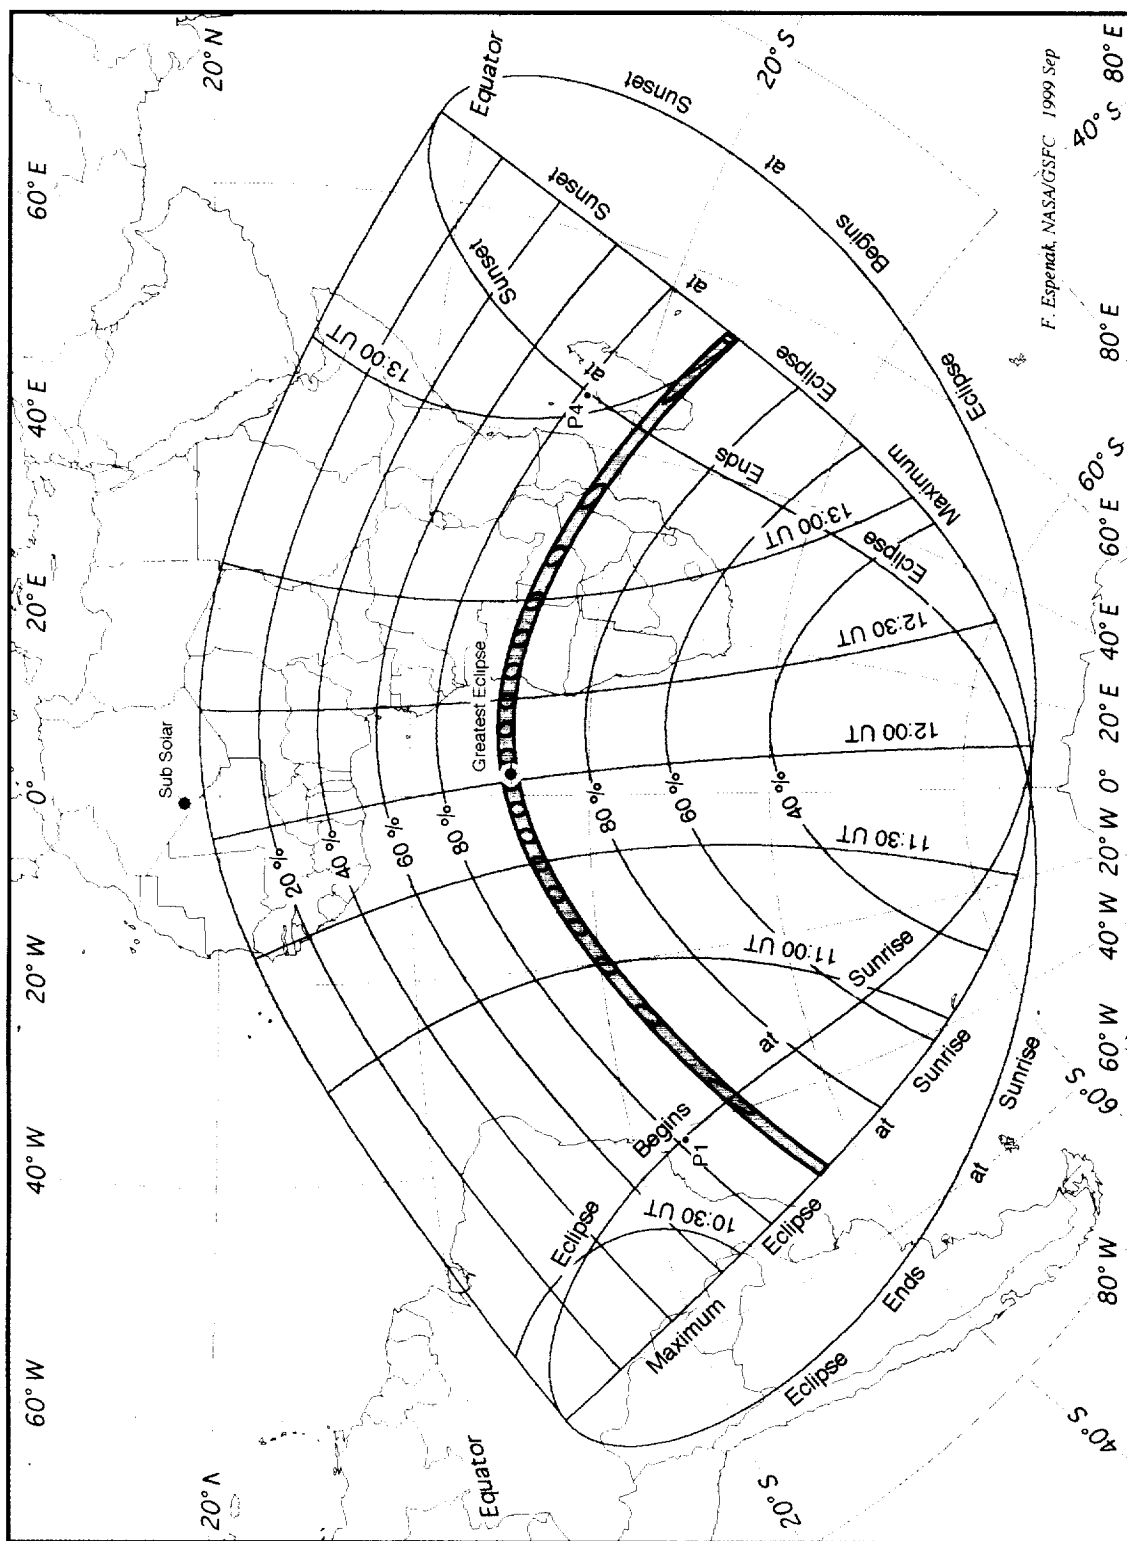 60° W
40° W
20° W
0°
20° E
40° E
60° E
20° N
Sub Solar
20° N
Equator
Equator
Greatest Eclipse
20 %
40 %
60 %
80 %
80 %
60 %
40 %
10:30 UT
11:00 UT
11:30 UT
12:00 UT
12:30 UT
13:00 UT
13:00 UT
P1
P4
Eclipse Begins at Sunrise
Maximum Eclipse at Sunrise
Eclipse Ends at Sunrise
Eclipse Ends at Sunset
Maximum Eclipse at Sunset
Eclipse Begins at Sunset
20° S
20° S
40° S
80° W
60° S
60° W
40° W
20° W
0°
20° E
40° E
60° E
60° S
80° E
40° S
80° E
F. Espenak, NASA/GSFC 1999 Sep